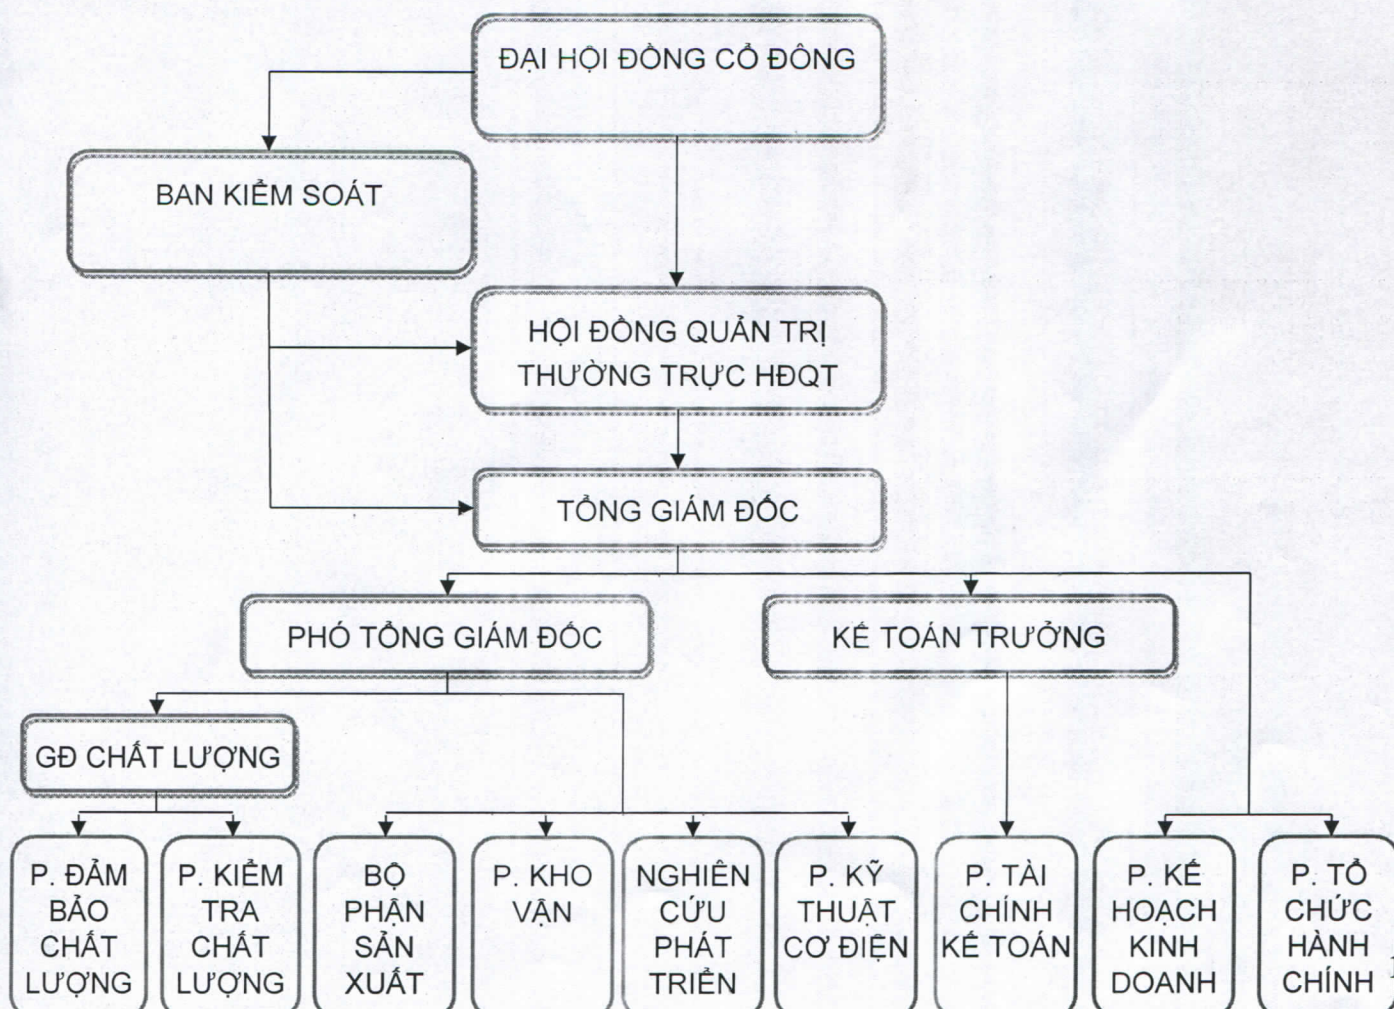 ĐẠI HỘI ĐỒNG CỔ ĐÔNG
BAN KIỂM SOÁT
HỘI ĐỒNG QUẢN TRỊ
THƯỜNG TRỰC HĐQT
TỔNG GIÁM ĐỐC
PHÓ TỔNG GIÁM ĐỐC
KẾ TOÁN TRƯỞNG
GĐ CHẤT LƯỢNG
P. ĐẢM
BẢO
CHẤT
LƯỢNG
P. KIỂM
TRA
CHẤT
LƯỢNG
BỘ
PHẬN
SẢN
XUẤT
P. KHO
VẬN
NGHIÊN
CỨU
PHÁT
TRIỂN
P. KỸ
THUẬT
CƠ ĐIỆN
P. TÀI
CHÍNH
KẾ TOÁN
P. KẾ
HOẠCH
KINH
DOANH
P. TỔ
CHỨC
HÀNH
CHÍNH